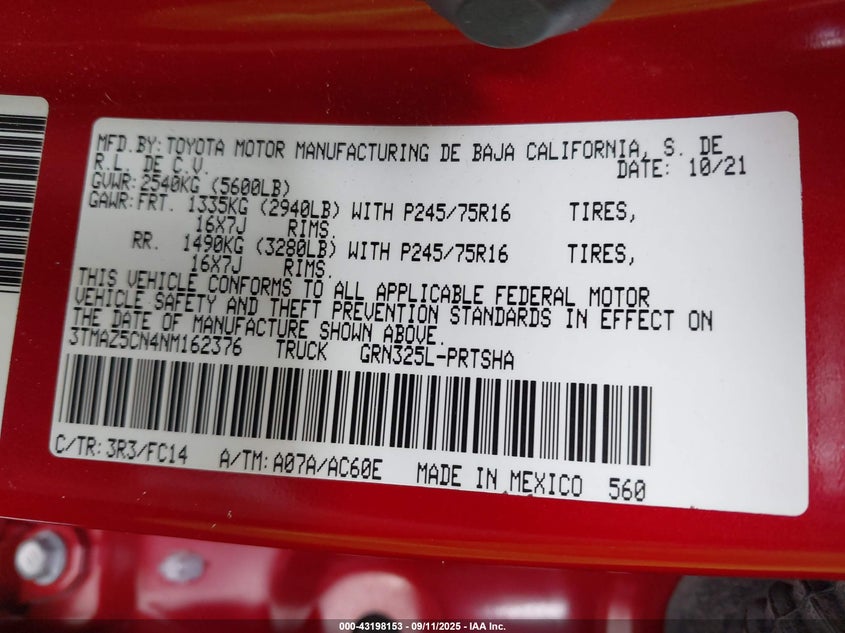 MFD.BY: TOYOTA MOTOR MANUFACTURING DE BAJA CALIFORNIA, S. DE
R.L. DE C.V. DATE: 10/21
GVWR: 2540KG (5600LB)
GAWR: FRT. 1335KG (2940LB) WITH P245/75R16 TIRES,
16X7J RIMS.
RR. 1490KG (3280LB) WITH P245/75R16 TIRES,
16X7J RIMS.
THIS VEHICLE CONFORMS TO ALL APPLICABLE FEDERAL MOTOR
VEHICLE SAFETY AND THEFT PREVENTION STANDARDS IN EFFECT ON
THE DATE OF MANUFACTURE SHOWN ABOVE.
3TMAZ5CN4NM162376 TRUCK GRN325L-PRTSHA
C/TR: 3R3/FC14 A/TM: A07A/AC60E MADE IN MEXICO 560
000-43198153 - 09/11/2025 - IAA Inc.